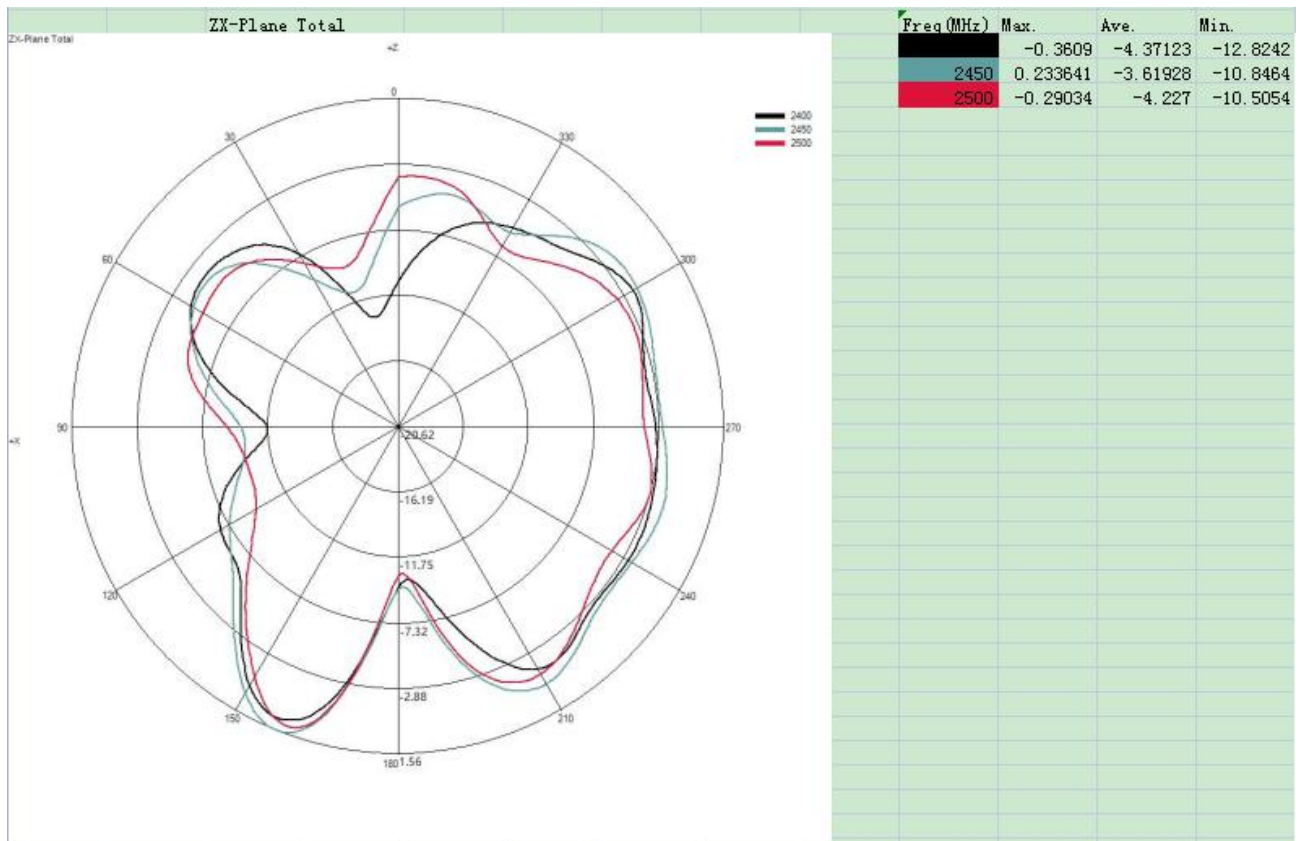 ZX-Plane Total
Freq(MHz) Max. Ave. Min.
-0.3609 -4.37123 -12.8242
2450 0.233641 -3.61928 -10.8464
2500 -0.29034 -4.227 -10.5054
ZX-Plane Total
+Z
0
2400
2450
2500
30
330
60
300
+X
90
270
-20.62
-16.19
-11.75
120
240
-7.32
-2.88
150
210
180
1.56